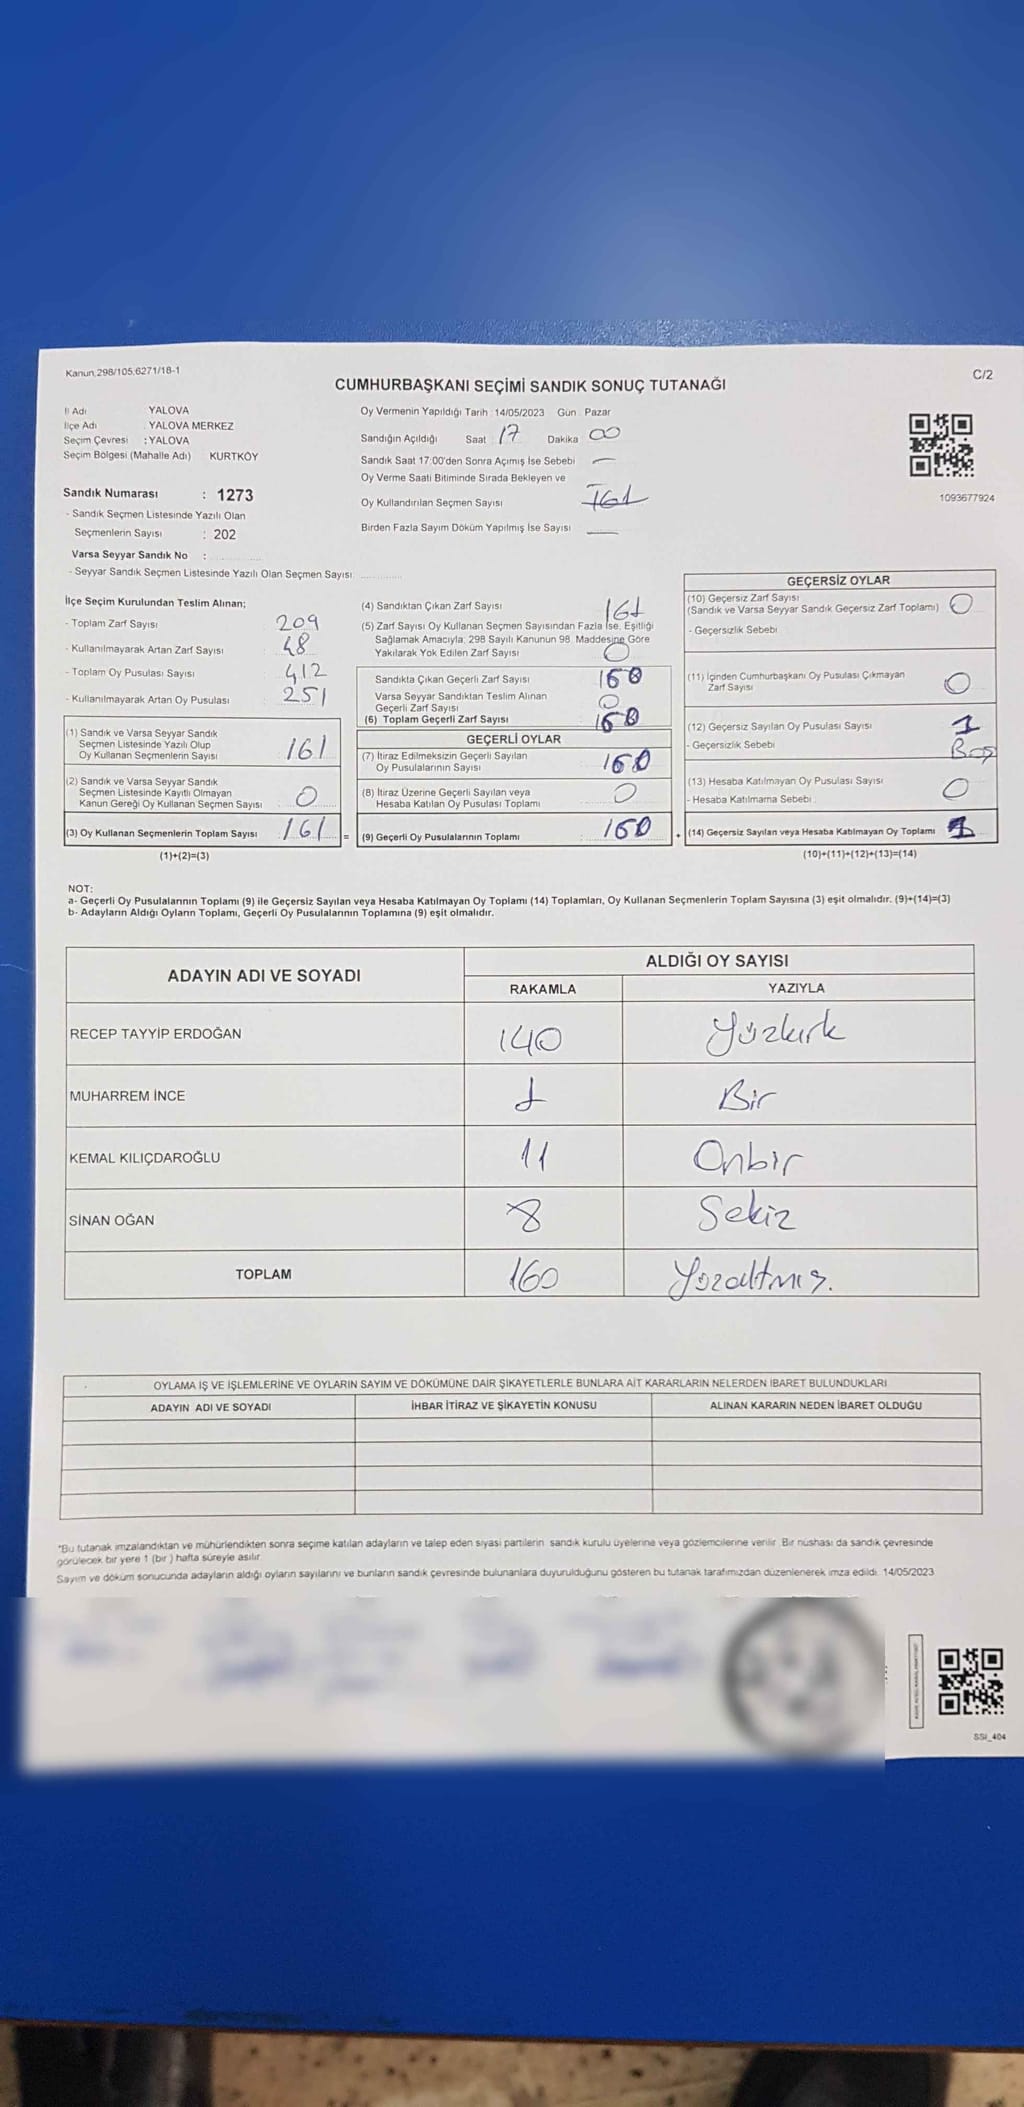 Kanun,298/105,6271/18-1
C/2
CUMHURBAŞKANI SEÇİMİ SANDIK SONUÇ TUTANAĞI
İl Adı YALOVA
İlçe Adı : YALOVA MERKEZ
Seçim Çevresi : YALOVA
Seçim Bölgesi (Mahalle Adı) KURTKÖY
Sandık Numarası : 1273
- Sandık Seçmen Listesinde Yazılı Olan
Seçmenlerin Sayısı : 202
Varsa Seyyar Sandık No :
- Seyyar Sandık Seçmen Listesinde Yazılı Olan Seçmen Sayısı:
Oy Vermenin Yapıldığı Tarih : 14/05/2023 Gün : Pazar
Sandığın Açıldığı Saat 17 Dakika 00
Sandık Saat 17:00'den Sonra Açımış İse Sebebi —
Oy Verme Saati Bitiminde Sırada Bekleyen ve
Oy Kullandırılan Seçmen Sayısı 161
Birden Fazla Sayım Döküm Yapılmış İse Sayısı —
1093677924
İlçe Seçim Kurulundan Teslim Alınan;
- Toplam Zarf Sayısı 209
- Kullanılmayarak Artan Zarf Sayısı 48
- Toplam Oy Pusulası Sayısı 412
- Kullanılmayarak Artan Oy Pusulası 251
(1) Sandık ve Varsa Seyyar Sandık
Seçmen Listesinde Yazılı Olup
Oy Kullanan Seçmenlerin Sayısı 161
(2) Sandık ve Varsa Seyyar Sandık
Seçmen Listesinde Kayıtlı Olmayan
Kanun Gereği Oy Kullanan Seçmen Sayısı 0
(3) Oy Kullanan Seçmenlerin Toplam Sayısı 161 =
(1)+(2)=(3)
(4) Sandıktan Çıkan Zarf Sayısı 161
(5) Zarf Sayısı Oy Kullanan Seçmen Sayısından Fazla İse, Eşitliği
Sağlamak Amacıyla; 298 Sayılı Kanunun 98. Maddesine Göre
Yakılarak Yok Edilen Zarf Sayısı 0
Sandıkta Çıkan Geçerli Zarf Sayısı 160
Varsa Seyyar Sandıktan Teslim Alınan
Geçerli Zarf Sayısı 0
(6) Toplam Geçerli Zarf Sayısı 160
GEÇERLİ OYLAR
(7) İtiraz Edilmeksizin Geçerli Sayılan
Oy Pusulalarının Sayısı 160
(8) İtiraz Üzerine Geçerli Sayılan veya
Hesaba Katılan Oy Pusulası Toplamı 0
(9) Geçerli Oy Pusulalarının Toplamı 160 +
GEÇERSİZ OYLAR
(10) Geçersiz Zarf Sayısı
(Sandık ve Varsa Seyyar Sandık Geçersiz Zarf Toplamı) 0
- Geçersizlik Sebebi
(11) İçinden Cumhurbaşkanı Oy Pusulası Çıkmayan
Zarf Sayısı 0
(12) Geçersiz Sayılan Oy Pusulası Sayısı 1
- Geçersizlik Sebebi Boş
(13) Hesaba Katılmayan Oy Pusulası Sayısı 0
- Hesaba Katılmama Sebebi
(14) Geçersiz Sayılan veya Hesaba Katılmayan Oy Toplamı 1
(10)+(11)+(12)+(13)=(14)
NOT:
a- Geçerli Oy Pusulalarının Toplamı (9) ile Geçersiz Sayılan veya Hesaba Katılmayan Oy Toplamı (14) Toplamları, Oy Kullanan Seçmenlerin Toplam Sayısına (3) eşit olmalıdır. (9)+(14)=(3)
b- Adayların Aldığı Oyların Toplamı, Geçerli Oy Pusulalarının Toplamına (9) eşit olmalıdır.
ADAYIN ADI VE SOYADI ALDIĞI OY SAYISI
RAKAMLA YAZIYLA
RECEP TAYYİP ERDOĞAN 140 Yüzkırk
MUHARREM İNCE 1 Bir
KEMAL KILIÇDAROĞLU 11 Onbir
SİNAN OĞAN 8 Sekiz
TOPLAM 160 Yüzaltmış.
OYLAMA İŞ VE İŞLEMLERİNE VE OYLARIN SAYIM VE DÖKÜMÜNE DAİR ŞİKAYETLERLE BUNLARA AİT KARARLARIN NELERDEN İBARET BULUNDUKLARI
ADAYIN ADI VE SOYADI İHBAR İTİRAZ VE ŞİKAYETİN KONUSU ALINAN KARARIN NEDEN İBARET OLDUĞU
*Bu tutanak imzalandıktan ve mühürlendikten sonra seçime katılan adayların ve talep eden siyasi partilerin sandık kurulu üyelerine veya gözlemcilerine verilir. Bir nüshası da sandık çevresinde
görülecek bir yere 1 (bir ) hafta süreyle asılır.
Sayım ve döküm sonucunda adayların aldığı oyların sayılarını ve bunların sandık çevresinde bulunanlara duyurulduğunu gösteren bu tutanak tarafımızdan düzenlenerek imza edildi. 14/05/2023
SSI_404